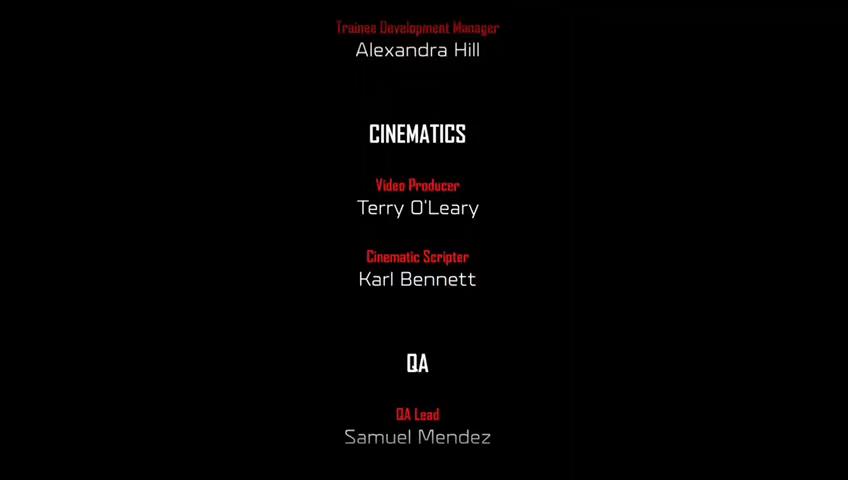 Trainee Development Manager
Alexandra Hill
CINEMATICS
Video Producer
Terry O'Leary
Cinematic Scripter
Karl Bennett
QA
QA Lead
Samuel Mendez